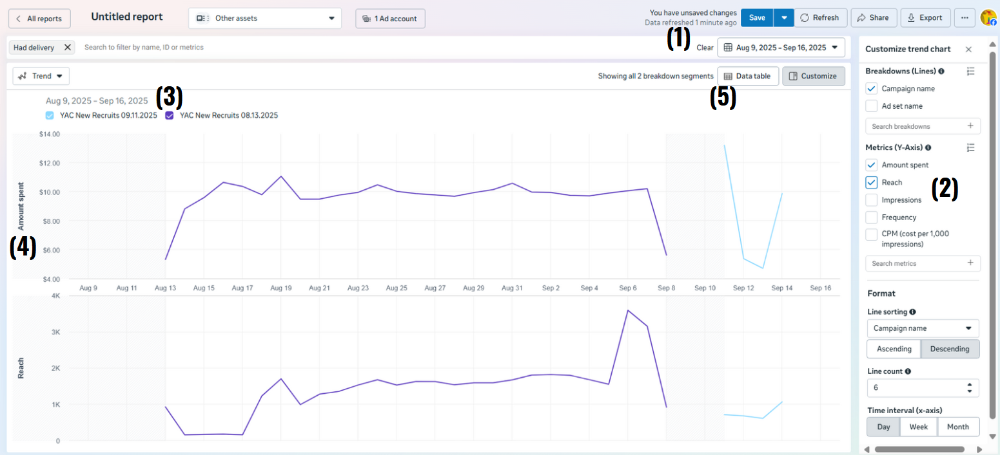 All reports
Untitled report
Other assets
1 Ad account
You have unsaved changes
Data refreshed 1 minute ago
Save
Refresh
Share
Export
Had delivery
Search to filter by name, ID or metrics
(1)
Clear
Aug 9, 2025 – Sep 16, 2025
Trend
Showing all 2 breakdown segments
Data table
Customize
(5)
Aug 9, 2025 – Sep 16, 2025
(3)
YAC New Recruits 09.11.2025
YAC New Recruits 08.13.2025
Amount spent
(4)
$14.00
$12.00
$10.00
$8.00
$6.00
$4.00
Aug 9 Aug 11 Aug 13 Aug 15 Aug 17 Aug 19 Aug 21 Aug 23 Aug 25 Aug 27 Aug 29 Aug 31 Sep 2 Sep 4 Sep 6 Sep 8 Sep 10 Sep 12 Sep 14 Sep 16
Reach
4K
3K
2K
1K
0
Customize trend chart
Breakdowns (Lines)
Campaign name
Ad set name
Search breakdowns
Metrics (Y-Axis)
Amount spent
Reach
(2)
Impressions
Frequency
CPM (cost per 1,000
impressions)
Search metrics
Format
Line sorting
Campaign name
Ascending
Descending
Line count
6
Time interval (x-axis)
Day
Week
Month